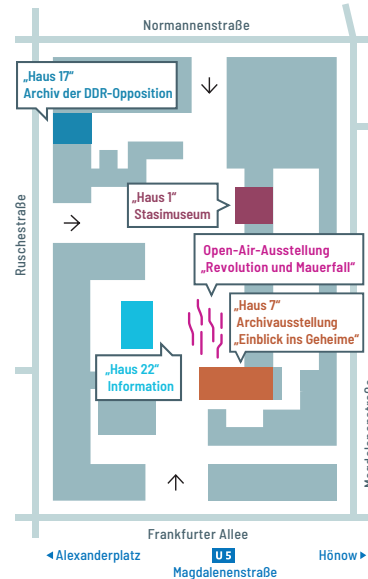 Normannenstraße
„Haus 17“
Archiv der DDR-Opposition
Ruschestraße
„Haus 1“
Stasimuseum
Open-Air-Ausstellung
„Revolution und Mauerfall“
„Haus 7“
Archivausstellung
„Einblick ins Geheime“
„Haus 22“
Information
Frankfurter Allee
Alexanderplatz
U5
Hönow
Magdalenenstraße